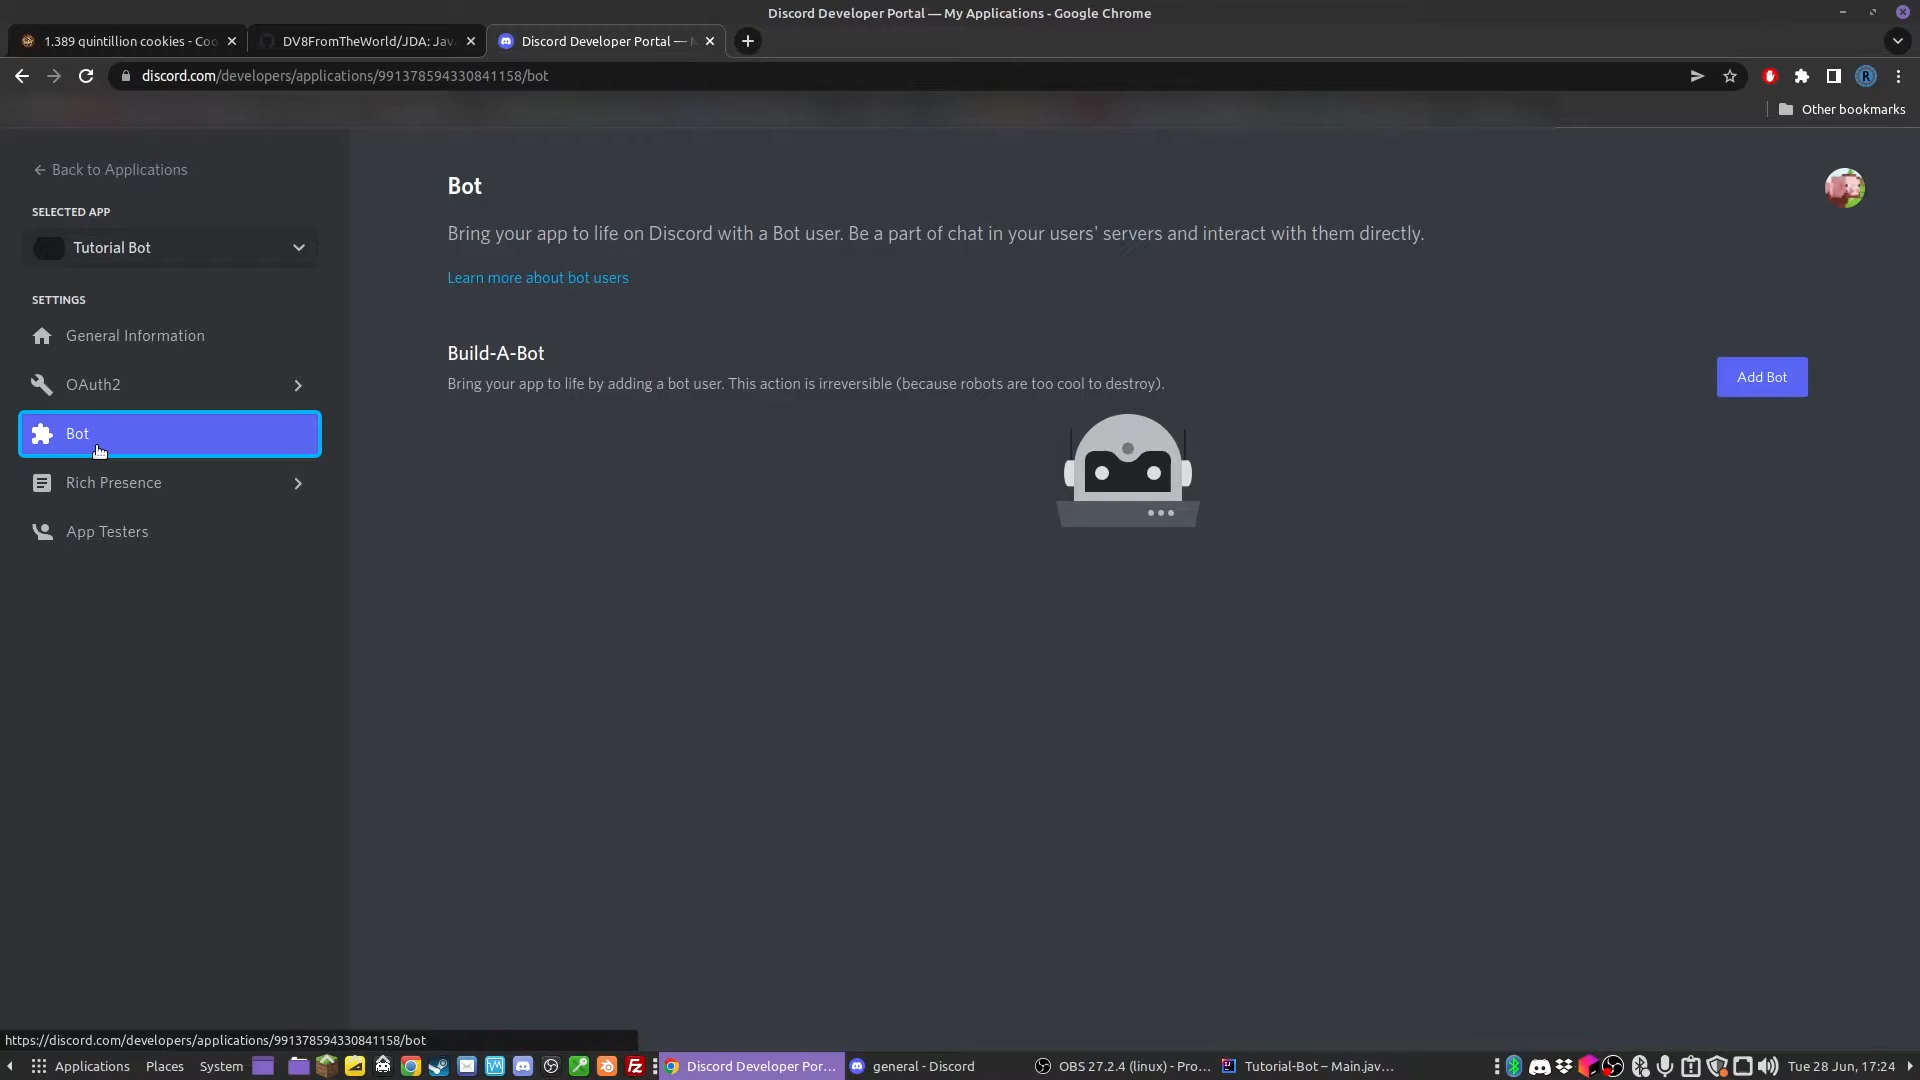 Discord Developer Portal — My Applications - Google Chrome
1.389 quintillion cookies - Coo
DV8FromTheWorld/JDA: Jav
Discord Developer Portal —
discord.com/developers/applications/991378594330841158/bot
R
Other bookmarks
Back to Applications
SELECTED APP
Tutorial Bot
SETTINGS
General Information
OAuth2
Bot
Rich Presence
App Testers
Bot
Bring your app to life on Discord with a Bot user. Be a part of chat in your users' servers and interact with them directly.
Learn more about bot users
Build-A-Bot
Bring your app to life by adding a bot user. This action is irreversible (because robots are too cool to destroy).
Add Bot
https://discord.com/developers/applications/991378594330841158/bot
Applications Places System
Discord Developer Por...
general - Discord
OBS 27.2.4 (linux) - Pro...
Tutorial-Bot – Main.jav...
Tue 28 Jun, 17:24